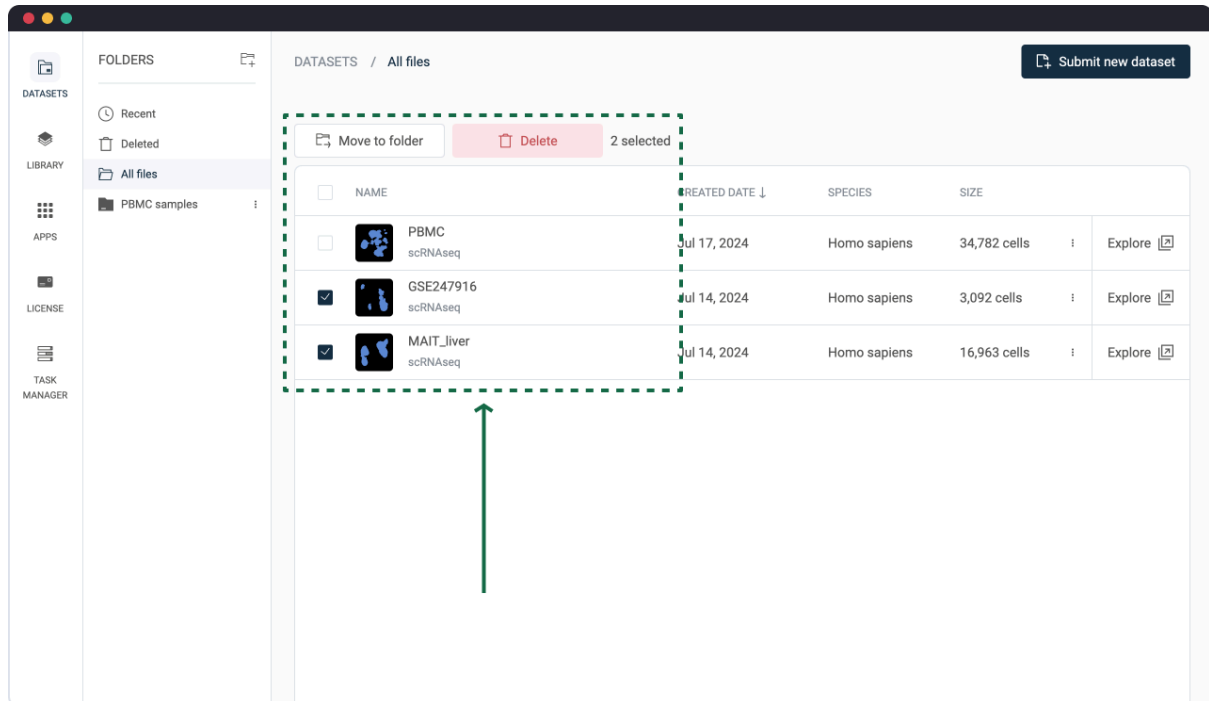 DATASETS
LIBRARY
APPS
LICENSE
TASK
MANAGER
FOLDERS
Recent
Deleted
All files
PBMC samples
DATASETS / All files
Submit new dataset
Move to folder Delete 2 selected
NAME CREATED DATE ↓ SPECIES SIZE
PBMC
scRNAseq
Jul 17, 2024 Homo sapiens 34,782 cells Explore
GSE247916
scRNAseq
Jul 14, 2024 Homo sapiens 3,092 cells Explore
MAIT_liver
scRNAseq
Jul 14, 2024 Homo sapiens 16,963 cells Explore